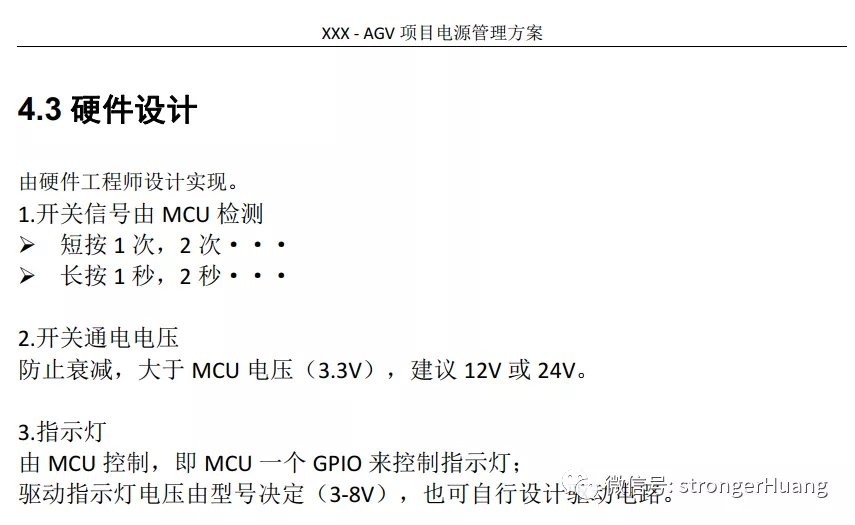 XXX - AGV 项目电源管理方案
4.3 硬件设计
由硬件工程师设计实现。
1.开关信号由 MCU 检测
➢ 短按 1 次，2 次···
➢ 长按 1 秒，2 秒···
2.开关通电电压
防止衰减，大于 MCU 电压（3.3V），建议 12V 或 24V。
3.指示灯
由 MCU 控制，即 MCU 一个 GPIO 来控制指示灯；
驱动指示灯电压由型号决定（3-8V），也可自行设计驱动电路。
微信号: strongerHuang